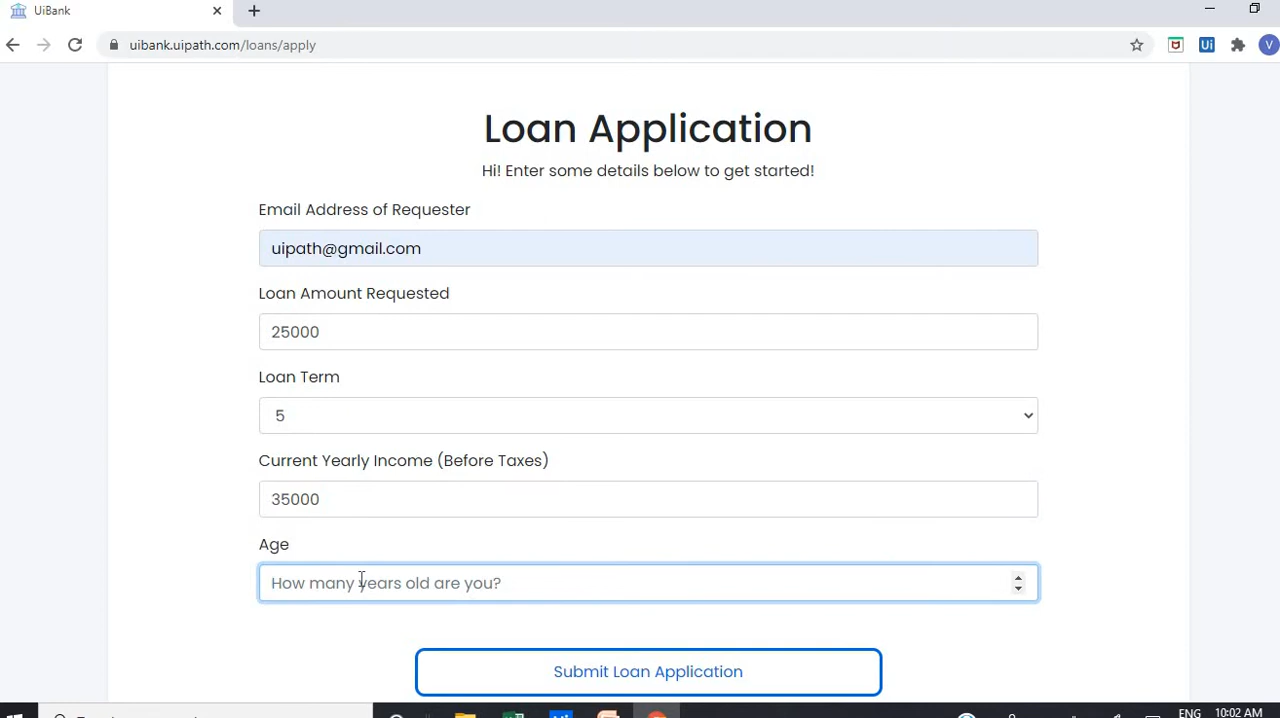 UiBank
uibank.uipath.com/loans/apply
Ui
V
Loan Application
Hi! Enter some details below to get started!
Email Address of Requester
uipath@gmail.com
Loan Amount Requested
25000
Loan Term
5
Current Yearly Income (Before Taxes)
35000
Age
How many years old are you?
Submit Loan Application
ENG 10:02 AM